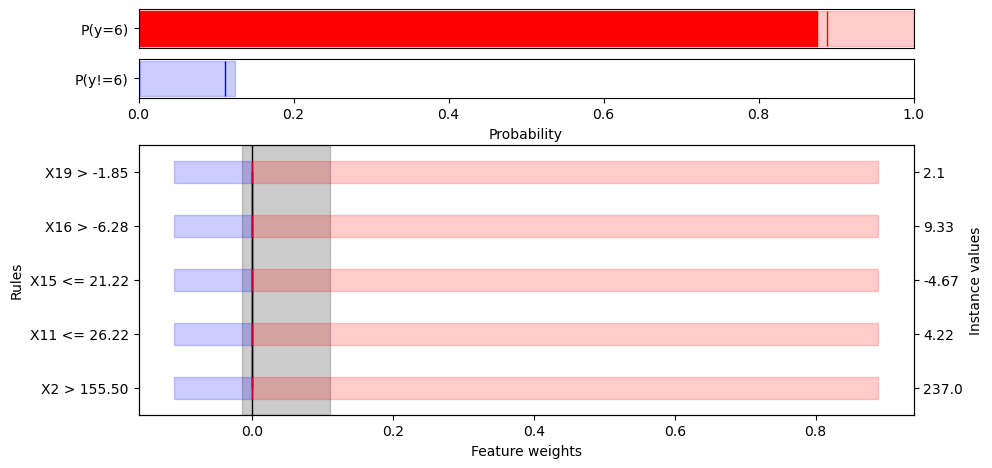 P(y=6)
P(y!=6)
0.0 0.2 0.4 0.6 0.8 1.0
Probability
Rules
X19 > -1.85 2.1
X16 > -6.28 9.33
X15 <= 21.22 -4.67
X11 <= 26.22 4.22
X2 > 155.50 237.0
Instance values
0.0 0.2 0.4 0.6 0.8
Feature weights